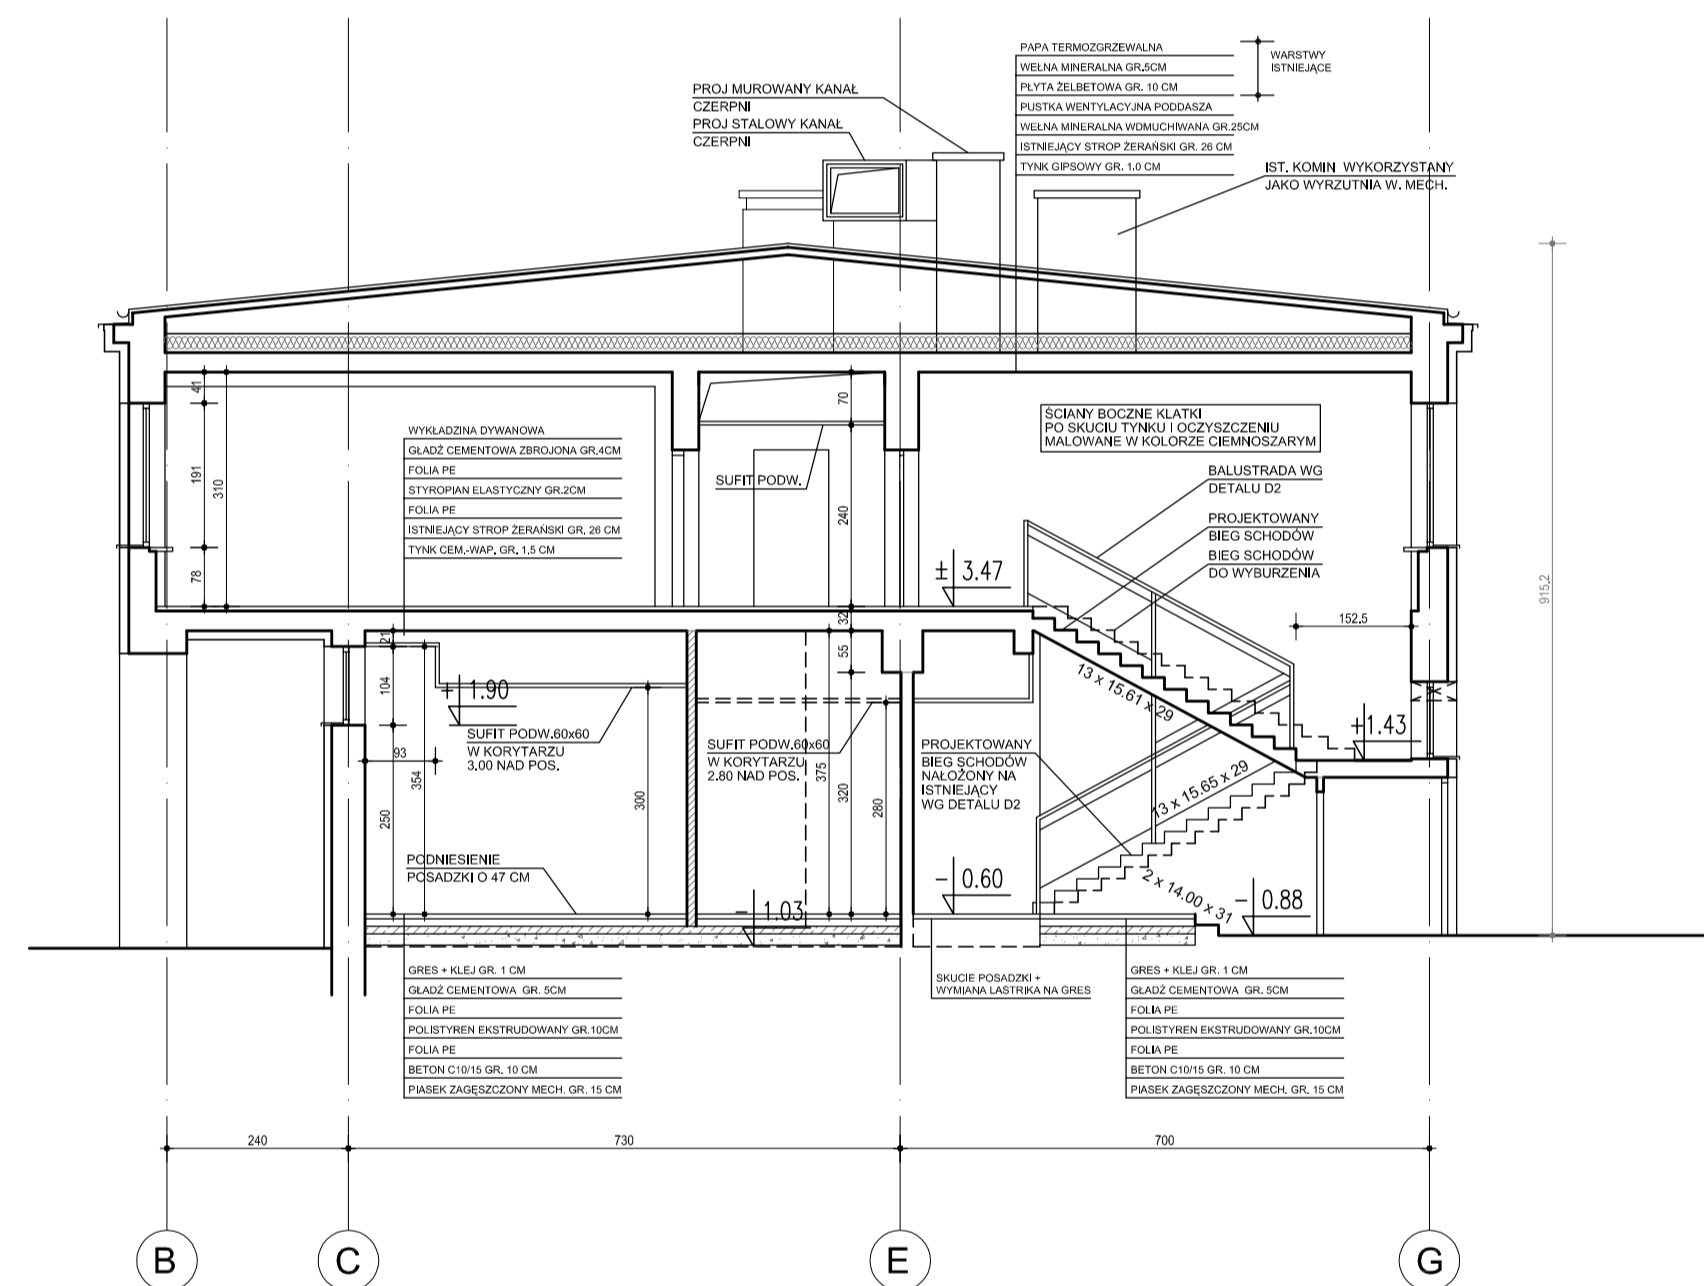 PAPA TERMOZGRZEWALNA
WEŁNA MINERALNA GR.5CM
PŁYTA ŻELBETOWA GR. 10 CM
PUSTKA WENTYLACYJNA PODDASZA
WEŁNA MINERALNA WDMUCHIWANA GR.25CM
ISTNIEJĄCY STROP ŻERAŃSKI GR. 26 CM
TYNK GIPSOWY GR. 1.0 CM
WARSTWY
ISTNIEJĄCE
PROJ MUROWANY KANAŁ
CZERPNI
PROJ STALOWY KANAŁ
CZERPNI
IST. KOMIN WYKORZYSTANY
JAKO WYRZUTNIA W. MECH.
41
191
78
310
WYKŁADZINA DYWANOWA
GŁADŹ CEMENTOWA ZBROJONA GR.4CM
FOLIA PE
STYROPIAN ELASTYCZNY GR.2CM
FOLIA PE
ISTNIEJĄCY STROP ŻERAŃSKI GR. 26 CM
TYNK CEM.-WAP. GR. 1,5 CM
SUFIT PODW.
70
240
32
55
ŚCIANY BOCZNE KLATKI
PO SKUCIU TYNKU I OCZYSZCZENIU
MALOWANE W KOLORZE CIEMNOSZARYM
BALUSTRADA WG
DETALU D2
PROJEKTOWANY
BIEG SCHODÓW
BIEG SCHODÓW
DO WYBURZENIA
± 3.47
152.5
915.2
21
104
250
93
354
+ 1.90
SUFIT PODW.60x60
W KORYTARZU
3.00 NAD POS.
300
SUFIT PODW.60x60
W KORYTARZU
2.80 NAD POS.
375
320
280
PROJEKTOWANY
BIEG SCHODÓW
NAŁOŻONY NA
ISTNIEJĄCY
WG DETALU D2
13 x 15.61 x 29
13 x 15.65 x 29
2 x 14.00 x 31
+1.43
PODNIESIENIE
POSADZKI O 47 CM
- 1.03
- 0.60
- 0.88
GRES + KLEJ GR. 1 CM
GŁADŹ CEMENTOWA GR. 5CM
FOLIA PE
POLISTYREN EKSTRUDOWANY GR.10CM
FOLIA PE
BETON C10/15 GR. 10 CM
PIASEK ZAGĘSZCZONY MECH. GR. 15 CM
SKUCIE POSADZKI +
WYMIANA LASTRIKA NA GRES
GRES + KLEJ GR. 1 CM
GŁADŹ CEMENTOWA GR. 5CM
FOLIA PE
POLISTYREN EKSTRUDOWANY GR.10CM
FOLIA PE
BETON C10/15 GR. 10 CM
PIASEK ZAGĘSZCZONY MECH. GR. 15 CM
240
730
700
B
C
E
G